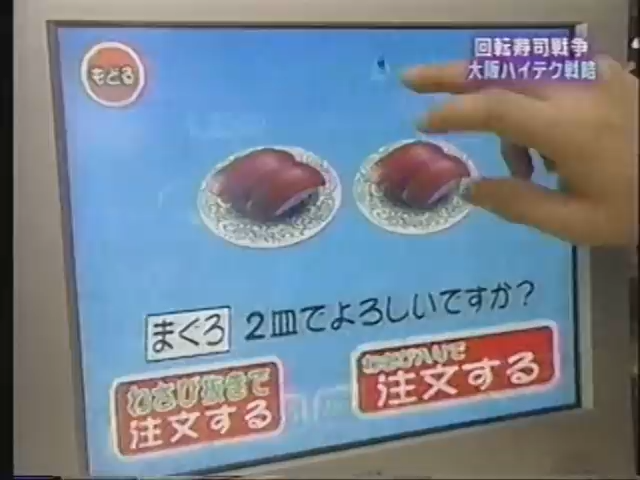 回転寿司戦争
大阪ハイテク戦略
もどる
まぐろ 2皿でよろしいですか?
わさび抜きで
注文する
わさび入りで
注文する